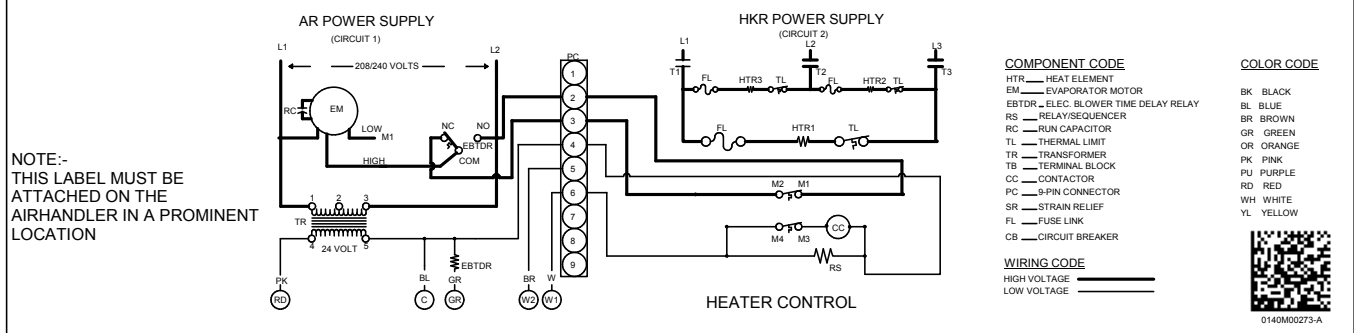 AR POWER SUPPLY
(CIRCUIT 1)
L1
L2
208/240 VOLTS
RC
EM
LOW
M1
HIGH
NC
NO
EBTDR
COM
1 2 3
TR
4 5
24 VOLT
PK
RD
BL
C
EBTDR
GR
GR
BR
W2
W
W1
PC
1
2
3
4
5
6
7
8
9
NOTE:-
THIS LABEL MUST BE
ATTACHED ON THE
AIRHANDLER IN A PROMINENT
LOCATION
HKR POWER SUPPLY
(CIRCUIT 2)
L1
L2
L3
T1
T2
T3
FL
HTR3
TL
FL
HTR2
TL
FL
HTR1
TL
M2 M1
M4 M3
CC
RS
HEATER CONTROL
COMPONENT CODE
HTR HEAT ELEMENT
EM EVAPORATOR MOTOR
EBTDR ELEC. BLOWER TIME DELAY RELAY
RS RELAY/SEQUENCER
RC RUN CAPACITOR
TL THERMAL LIMIT
TR TRANSFORMER
TB TERMINAL BLOCK
CC CONTACTOR
PC 9-PIN CONNECTOR
SR STRAIN RELIEF
FL FUSE LINK
CB CIRCUIT BREAKER
WIRING CODE
HIGH VOLTAGE
LOW VOLTAGE
COLOR CODE
BK BLACK
BL BLUE
BR BROWN
GR GREEN
OR ORANGE
PK PINK
PU PURPLE
RD RED
WH WHITE
YL YELLOW
0140M00273-A